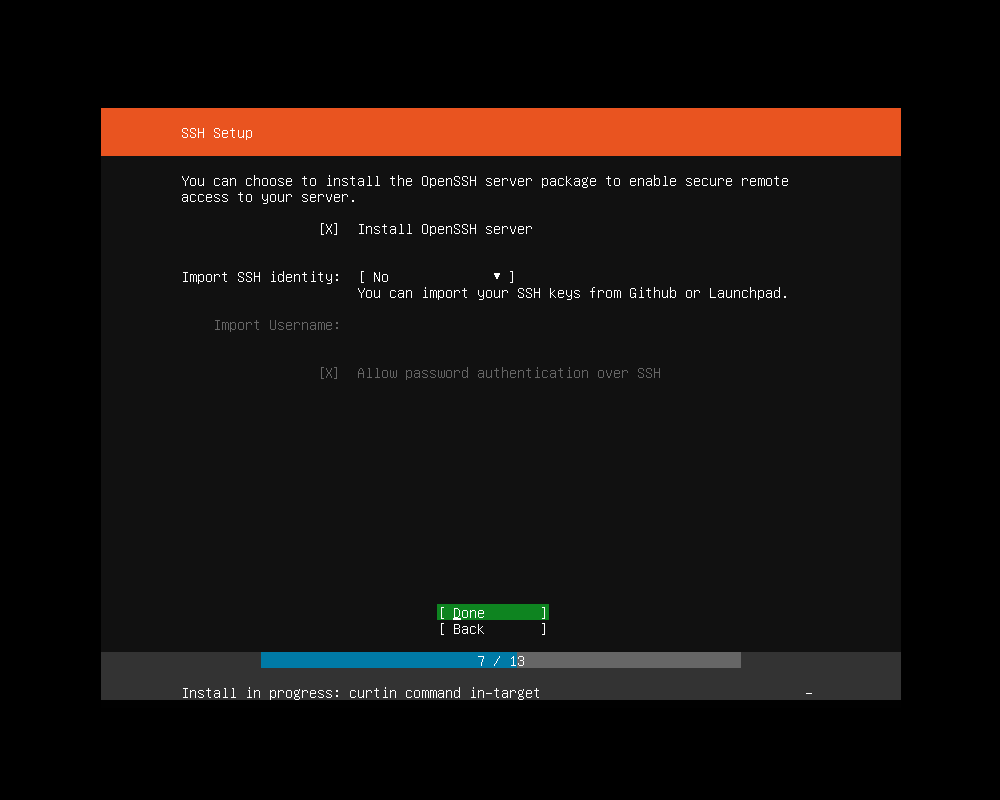 SSH Setup
You can choose to install the OpenSSH server package to enable secure remote
access to your server.
[X] Install OpenSSH server
Import SSH identity: [ No ▼ ]
You can import your SSH keys from Github or Launchpad.
Import Username:
[X] Allow password authentication over SSH
[ Done ]
[ Back ]
7 / 13
Install in progress: curtin command in-target -